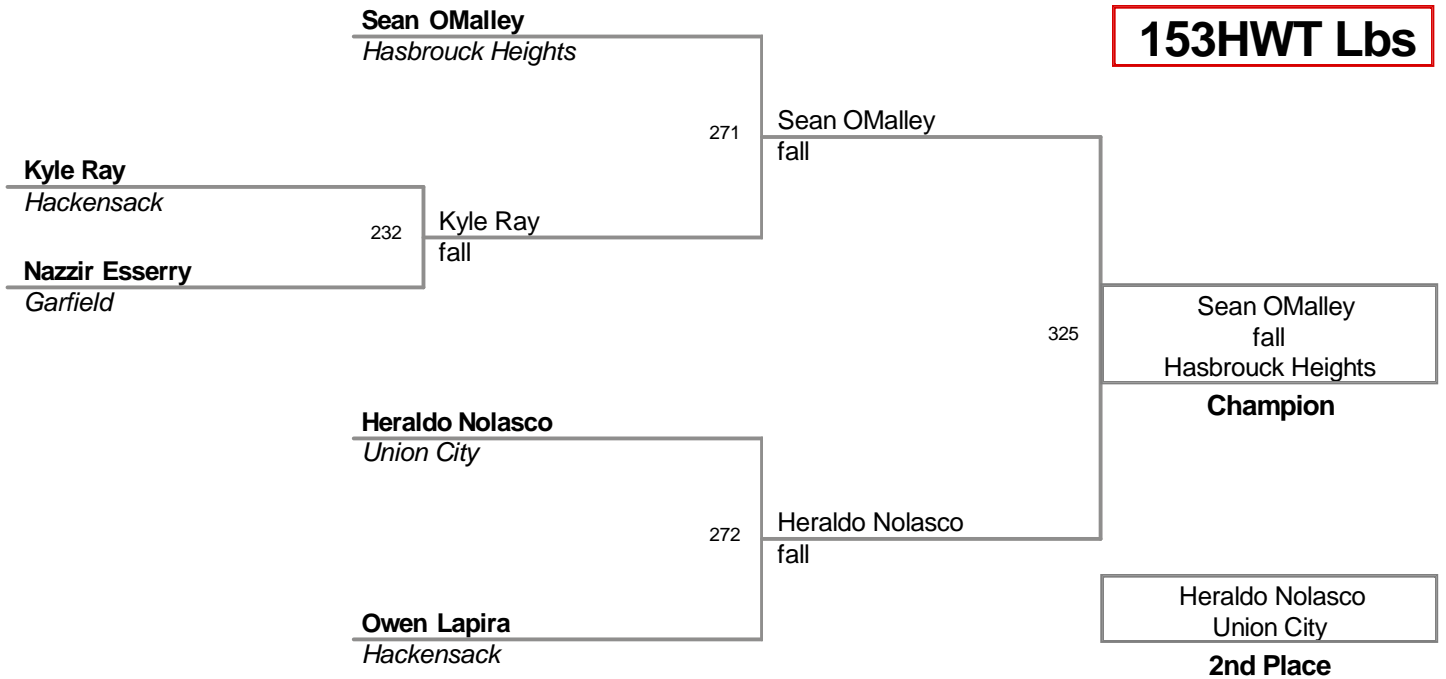 Sean OMalley
Hasbrouck Heights
153HWT Lbs
271
Sean OMalley
fall
Kyle Ray
Hackensack
232
Kyle Ray
fall
Nazzir Esserry
Garfield
325
Sean OMalley
fall
Hasbrouck Heights
Champion
Heraldo Nolasco
Union City
272
Heraldo Nolasco
fall
Owen Lapira
Hackensack
Heraldo Nolasco
Union City
2nd Place